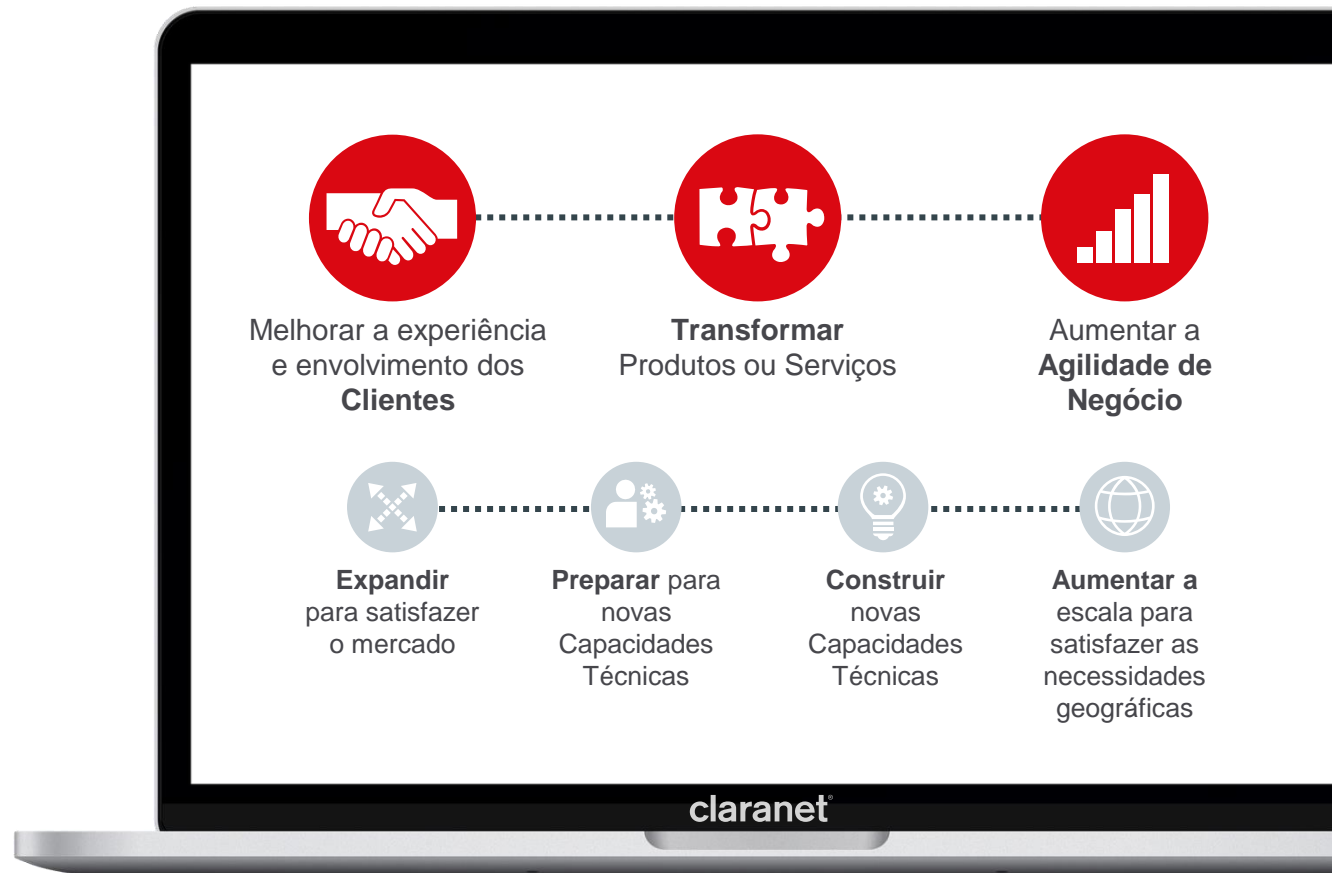 Melhorar a experiência
e envolvimento dos
Clientes
Transformar
Produtos ou Serviços
Aumentar a
Agilidade de
Negócio
Expandir
para satisfazer
o mercado
Preparar para
novas
Capacidades
Técnicas
Construir
novas
Capacidades
Técnicas
Aumentar a
escala para
satisfazer as
necessidades
geográficas
claranet®